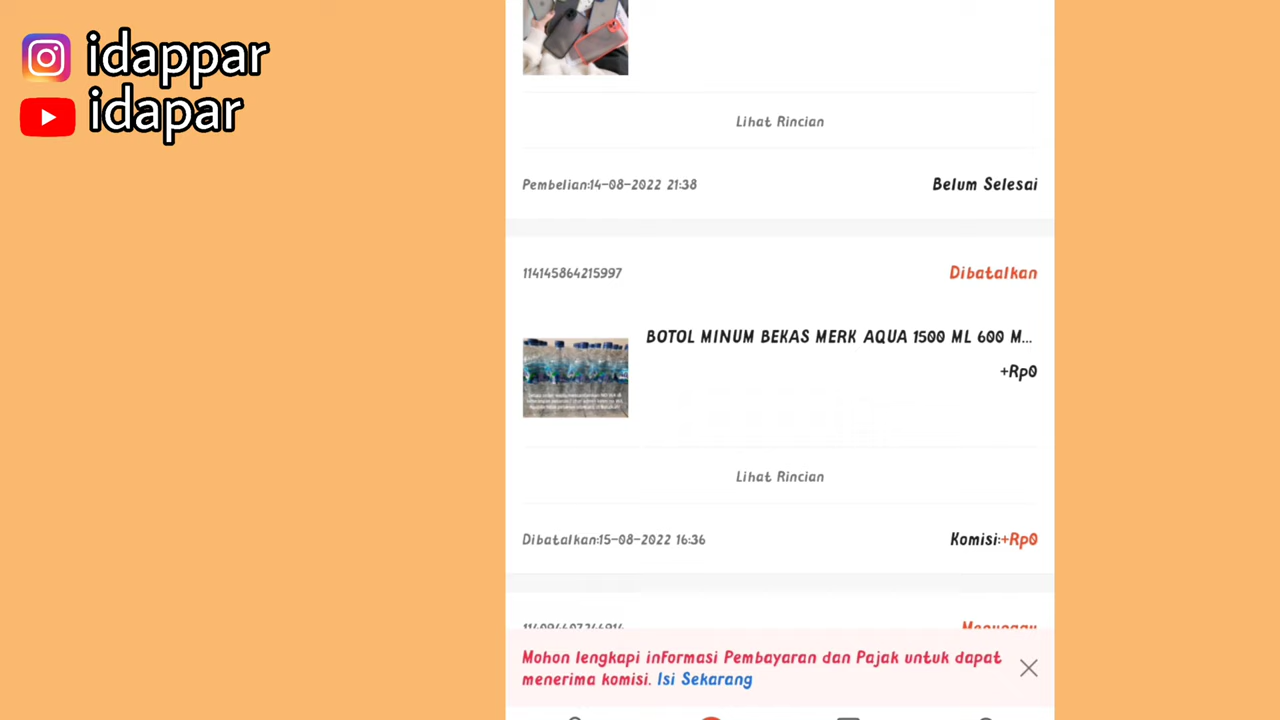 idappar
idapar
Lihat Rincian
Pembelian:14-08-2022 21:38
Belum Selesai
114145864215997
Dibatalkan
BOTOL MINUM BEKAS MERK AQUA 1500 ML 600 M...
+Rp0
Lihat Rincian
Dibatalkan:15-08-2022 16:36
Komisi:+Rp0
Menunggu
Mohon lengkapi informasi Pembayaran dan Pajak untuk dapat
menerima komisi. Isi Sekarang